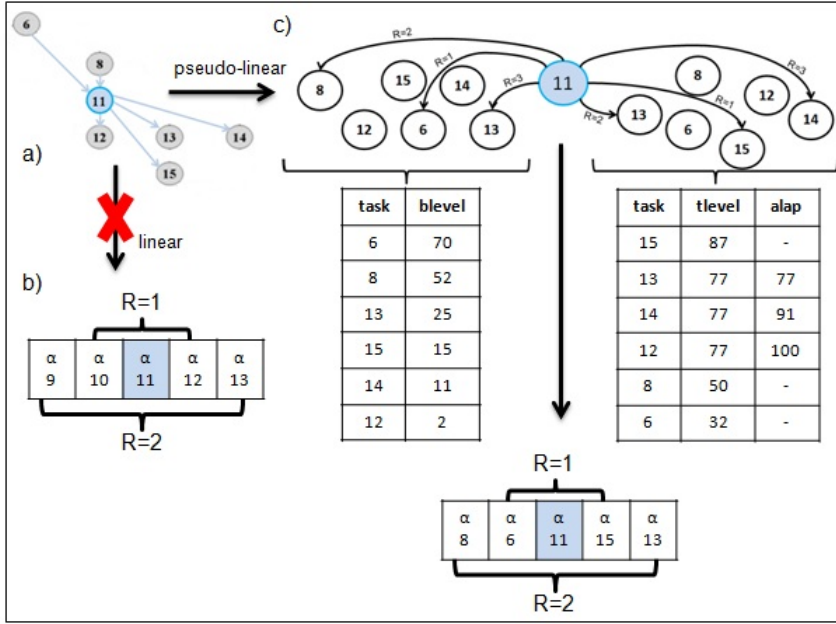 6
8
11
12
13
14
15
a)
pseudo-linear
linear
b)
R=1
α α α α α
9 10 11 12 13
R=2
c)
R=2
R=1
R=3
8
15
14
12
6
13
11
R=3
R=1
R=2
8
12
14
13
6
15
task blevel
6 70
8 52
13 25
15 15
14 11
12 2
task tlevel alap
15 87 -
13 77 77
14 77 91
12 77 100
8 50 -
6 32 -
R=1
α α α α α
8 6 11 15 13
R=2